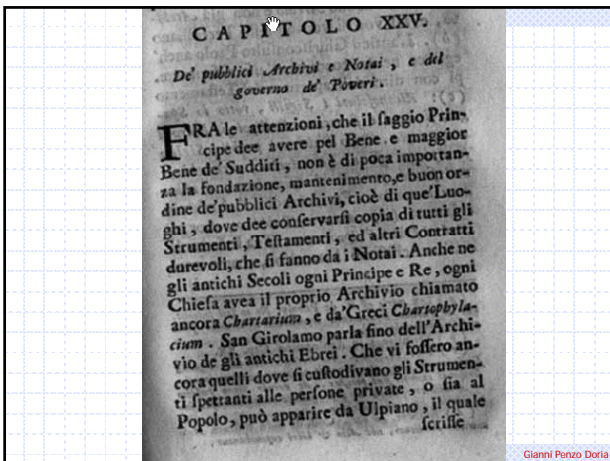 CAPITOLO XXV.
De' pubblici Archivi e Notai, e del
governo de' Poveri.
FRA le attenzioni, che il saggio Prin-
cipe dee avere pel Bene e maggior
Bene de' Sudditi, non è di poca importan-
za la fondazione, mantenimento, e buon or-
dine de' pubblici Archivi, cioè di que' Luo-
ghi, dove dee conservarsi copia di tutti gli
Strumenti, Testamenti, ed altri Contratti
durevoli, che si fanno da i Notai. Anche ne
gli antichi Secoli ogni Principe e Re, ogni
Chiesa avea il proprio Archivio chiamato
ancora Chartarium, e da' Greci Chartophyla-
cium. San Girolamo parla fino dell'Archi-
vio de gli antichi Ebrei. Che vi fossero an-
cora quelli dove si custodivano gli Strumen-
ti spettanti alle persone private, o sia al
Popolo, può apparire da Ulpiano, il quale
scrisse
Gianni Penzo Doria